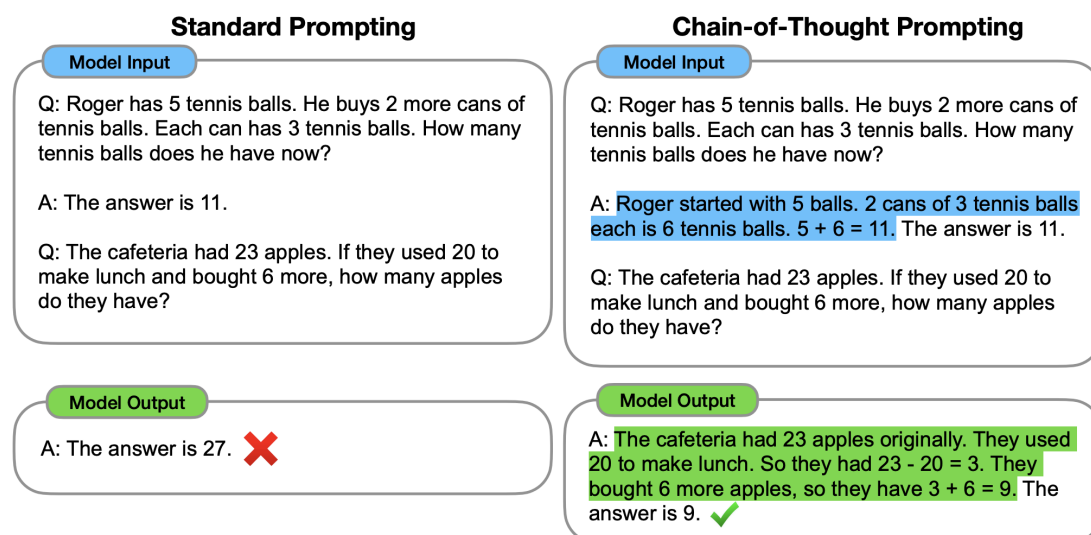 Standard Prompting
Model Input
Q: Roger has 5 tennis balls. He buys 2 more cans of
tennis balls. Each can has 3 tennis balls. How many
tennis balls does he have now?
A: The answer is 11.
Q: The cafeteria had 23 apples. If they used 20 to
make lunch and bought 6 more, how many apples
do they have?
Model Output
A: The answer is 27.
Chain-of-Thought Prompting
Model Input
Q: Roger has 5 tennis balls. He buys 2 more cans of
tennis balls. Each can has 3 tennis balls. How many
tennis balls does he have now?
A: Roger started with 5 balls. 2 cans of 3 tennis balls
each is 6 tennis balls. 5 + 6 = 11. The answer is 11.
Q: The cafeteria had 23 apples. If they used 20 to
make lunch and bought 6 more, how many apples
do they have?
Model Output
A: The cafeteria had 23 apples originally. They used
20 to make lunch. So they had 23 - 20 = 3. They
bought 6 more apples, so they have 3 + 6 = 9. The
answer is 9.